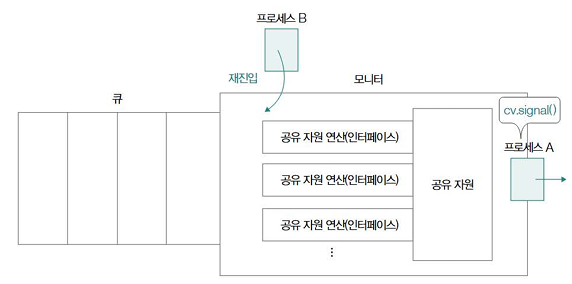 프로세스 B
재진입
모니터
큐
cv.signal()
프로세스 A
공유 자원 연산(인터페이스)
공유 자원 연산(인터페이스)
공유 자원 연산(인터페이스)
⋮
공유 자원